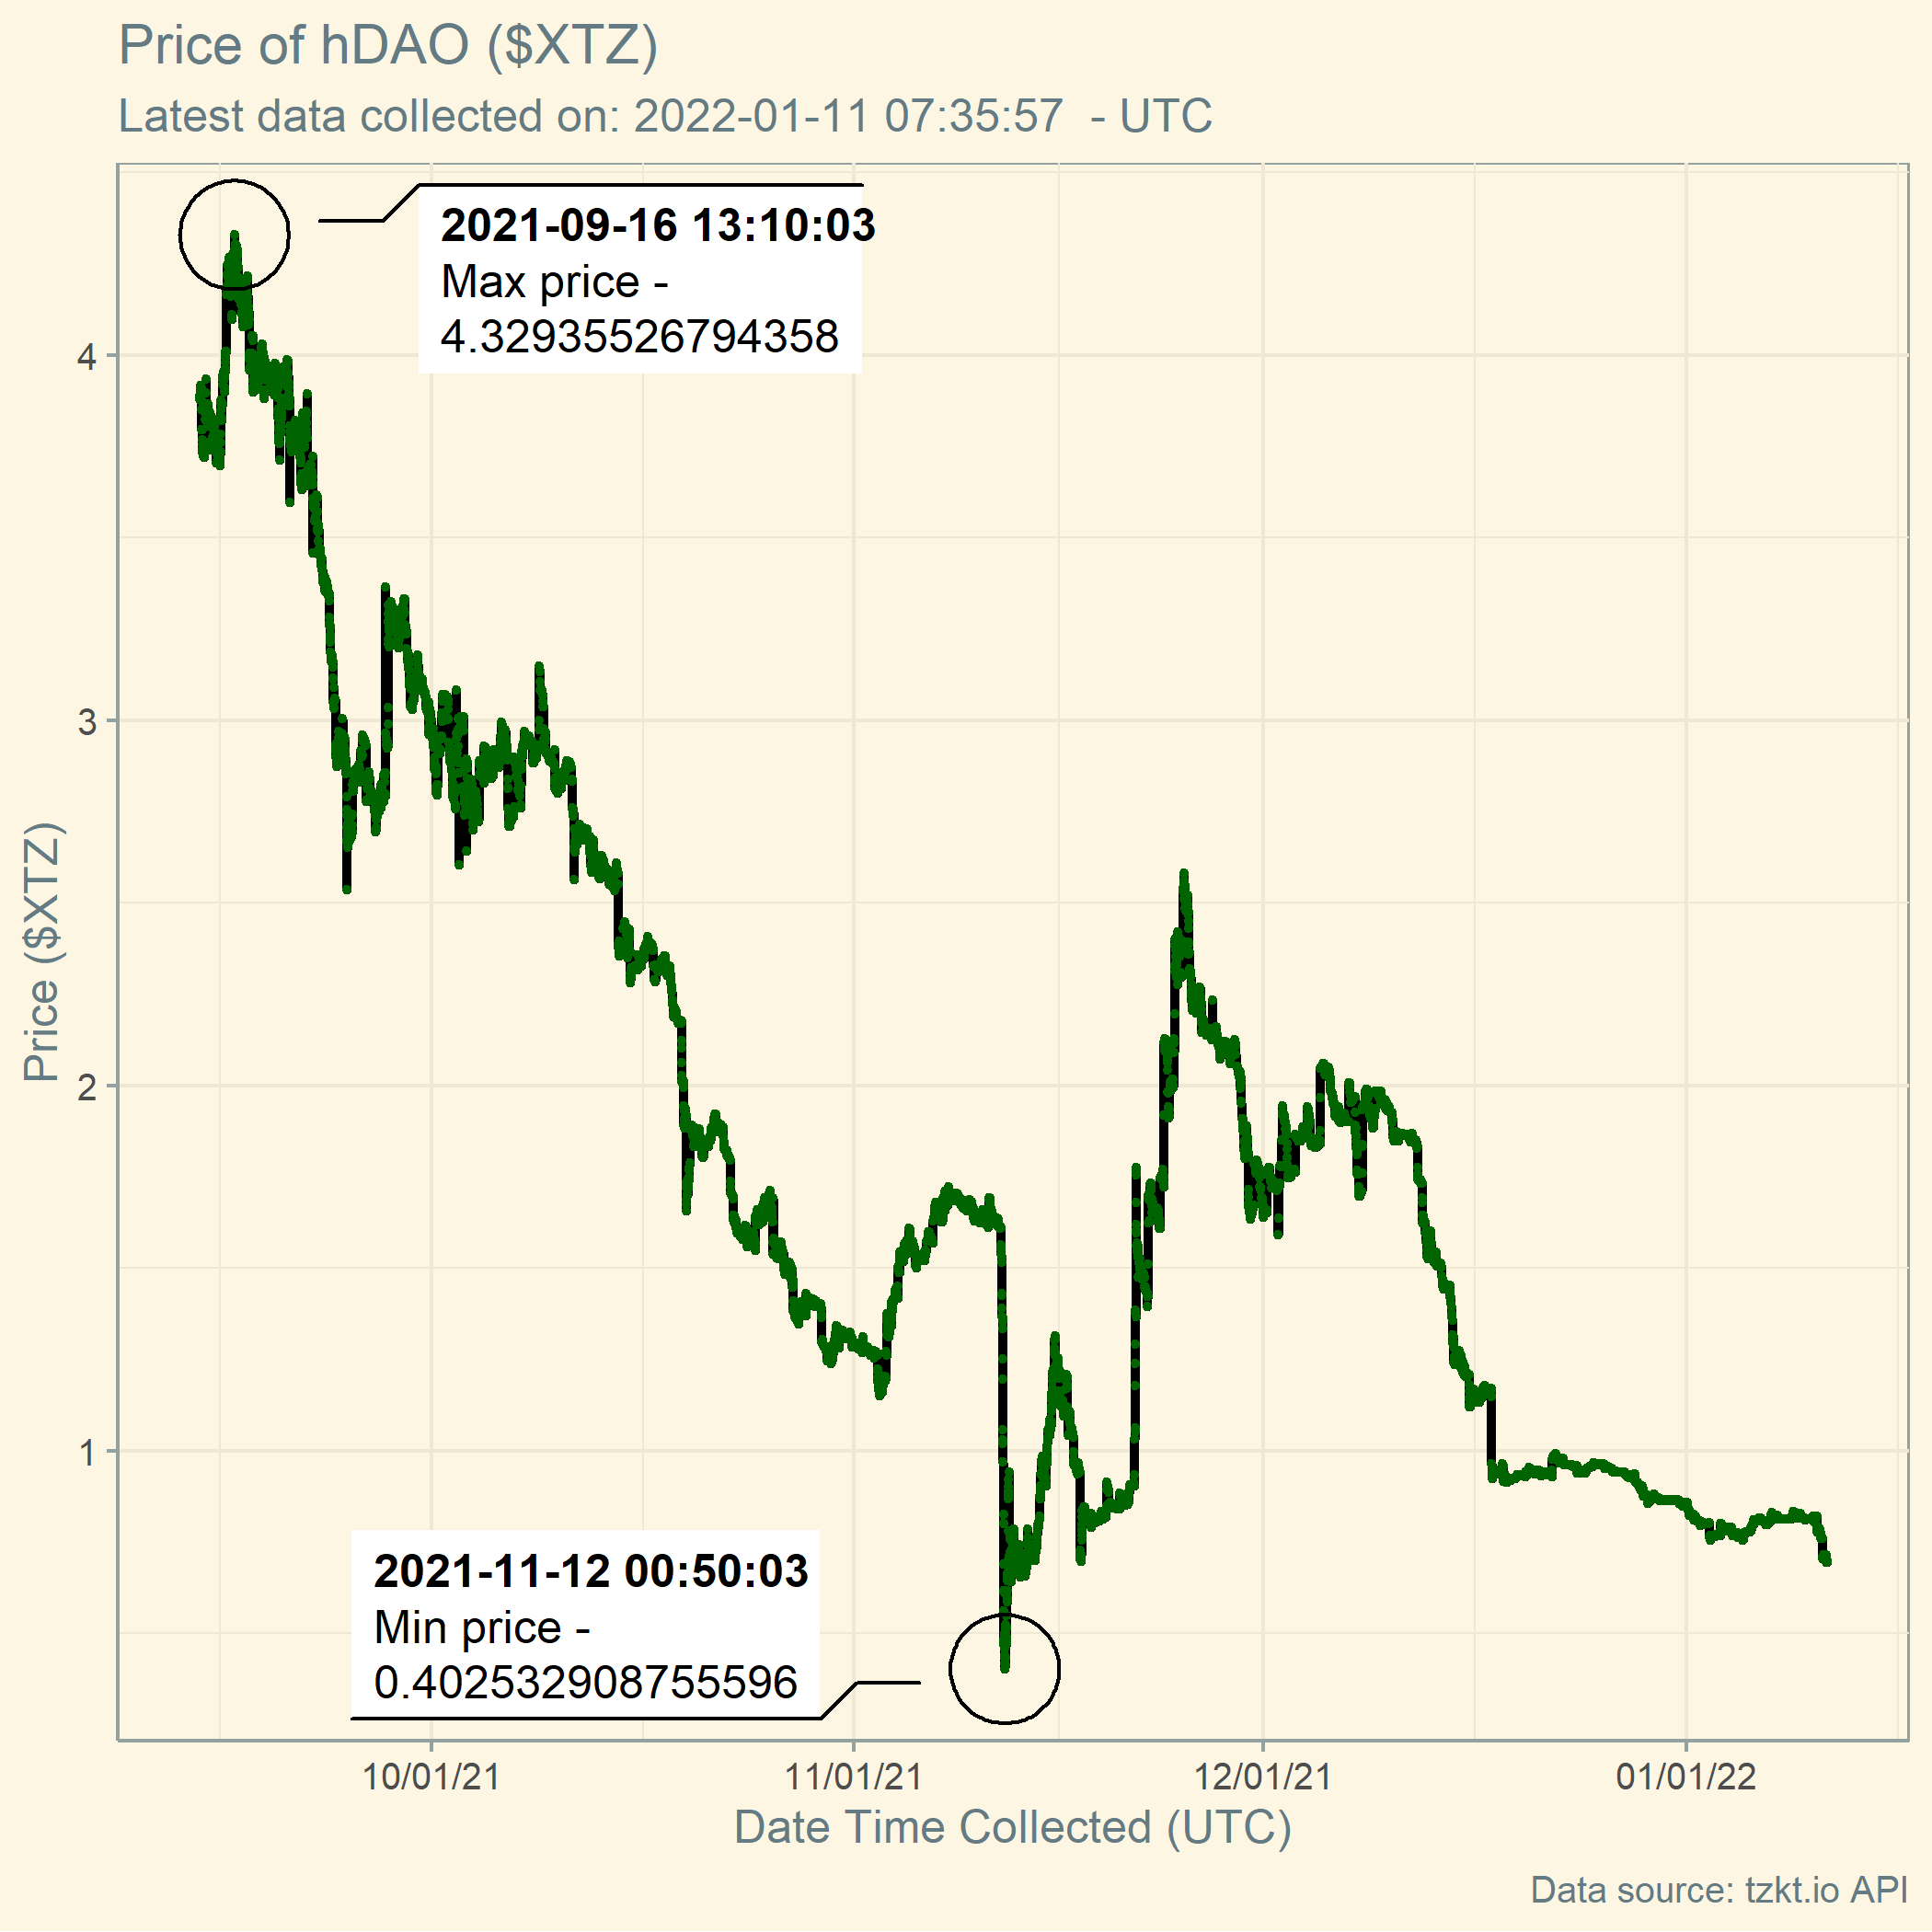 Price of hDAO ($XTZ)
Latest data collected on: 2022-01-11 07:35:57  - UTC
2021-09-16 13:10:03
Max price -
4.32935526794358
4
3
2
1
Price ($XTZ)
2021-11-12 00:50:03
Min price -
0.402532908755596
10/01/21
11/01/21
12/01/21
01/01/22
Date Time Collected (UTC)
Data source: tzkt.io API